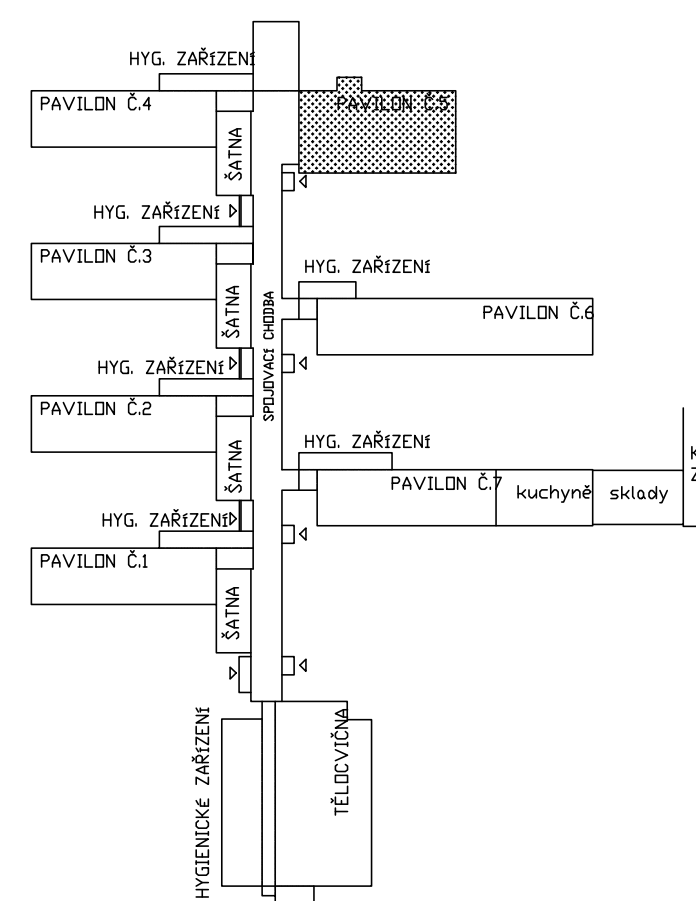 HYG. ZAŘÍZENÍ
PAVILON Č.4
PAVILON Č.5
ŠATNA
HYG. ZAŘÍZENÍ
PAVILON Č.3
HYG. ZAŘÍZENÍ
ŠATNA
SPOJOVACÍ CHODBA
PAVILON Č.6
HYG. ZAŘÍZENÍ
PAVILON Č.2
HYG. ZAŘÍZENÍ
K
Z
ŠATNA
PAVILON Č.7
kuchyně
sklady
HYG. ZAŘÍZENÍ
PAVILON Č.1
ŠATNA
HYGIENICKÉ ZAŘÍZENÍ
TĚLOCVIČNA